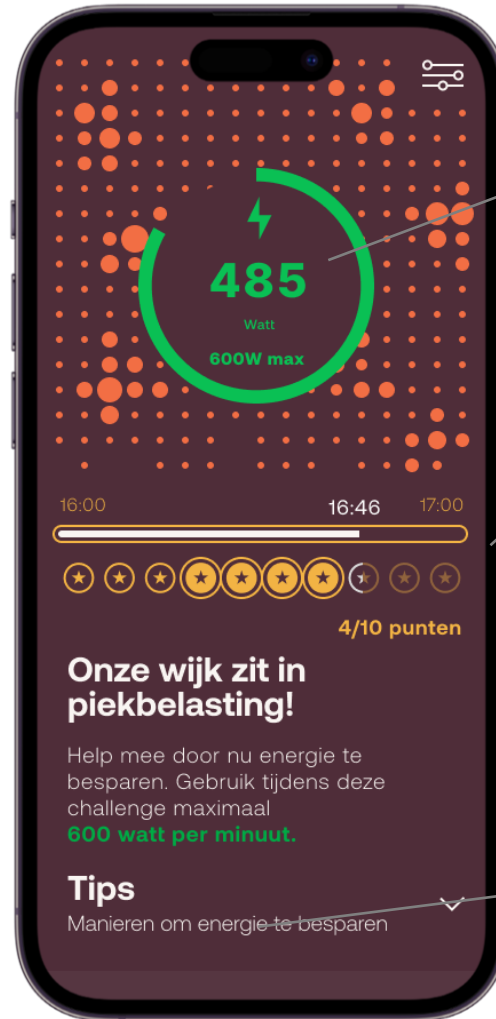 485
Watt
600W max
16:00 16:46 17:00
4/10 punten
Onze wijk zit in
piekbelasting!
Help mee door nu energie te
besparen. Gebruik tijdens deze
challenge maximaal
600 watt per minuut.
Tips
Manieren om energie te besparen